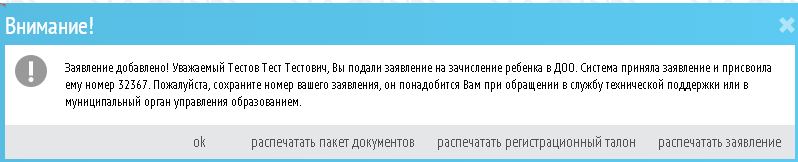 Внимание!
Заявление добавлено! Уважаемый Тестов Тест Тестович, Вы подали заявление на зачисление ребенка в ДОО. Система приняла заявление и присвоила
ему номер 32367. Пожалуйста, сохраните номер вашего заявления, он понадобится Вам при обращении в службу технической поддержки или в
муниципальный орган управления образованием.
ok распечатать пакет документов распечатать регистрационный талон распечатать заявление